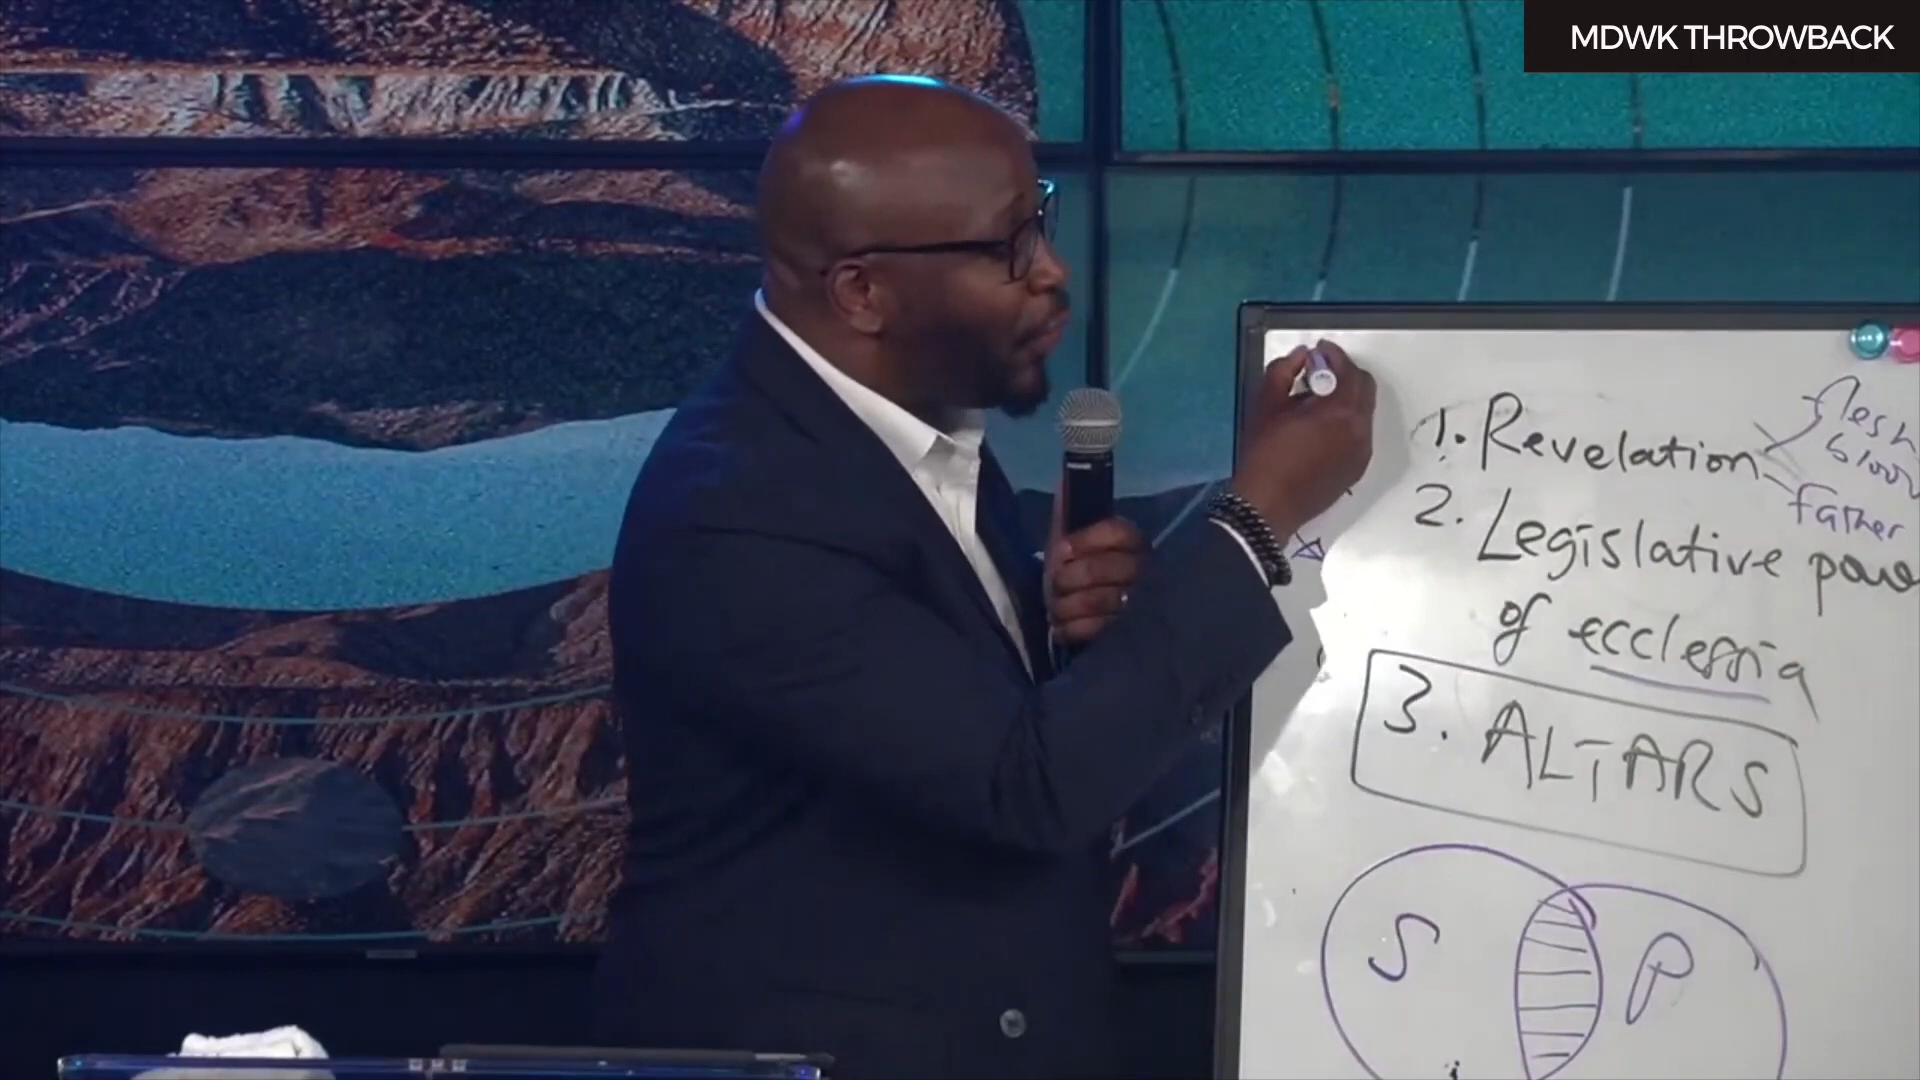 MDWK THROWBACK
flesh
1. Revelation
blood
Father
2. Legislative pow
of ecclessia
3. ALTARS
S
P